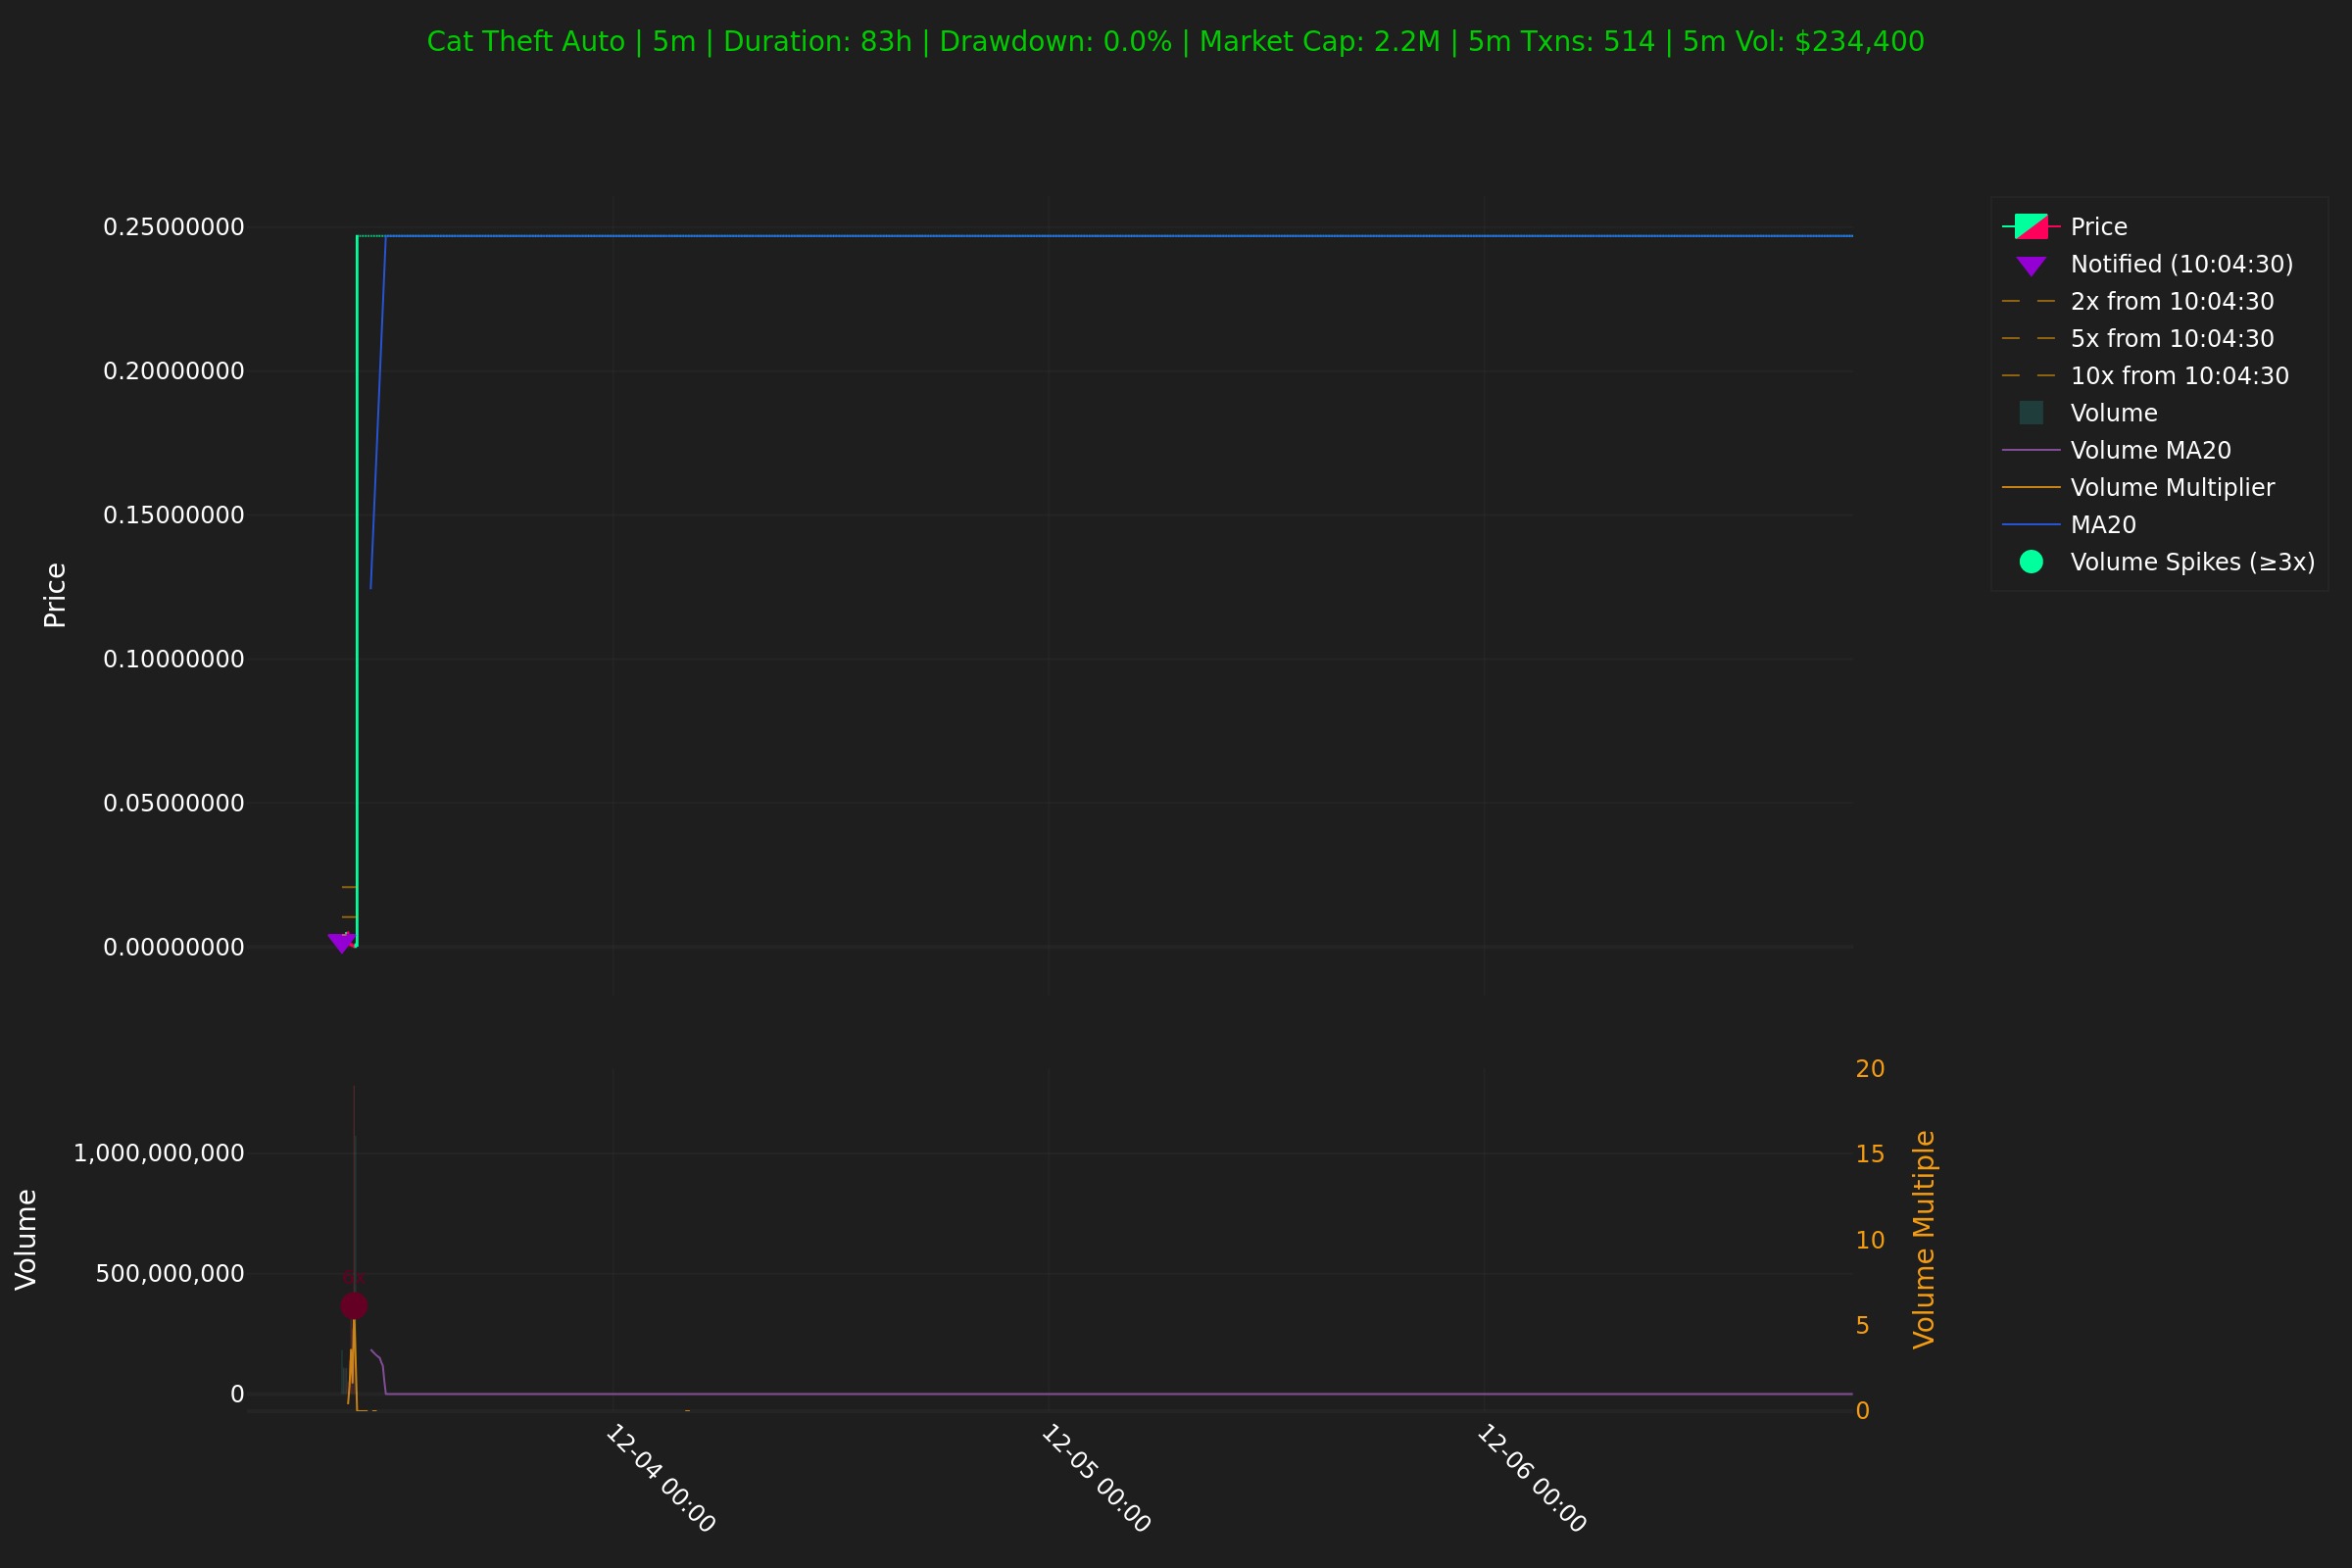 Cat Theft Auto | 5m | Duration: 83h | Drawdown: 0.0% | Market Cap: 2.2M | 5m Txns: 514 | 5m Vol: $234,400
Price
0.25000000
0.20000000
0.15000000
0.10000000
0.05000000
0.00000000
Price
Notified (10:04:30)
2x from 10:04:30
5x from 10:04:30
10x from 10:04:30
Volume
Volume MA20
Volume Multiplier
MA20
Volume Spikes (≥3x)
Volume
1,000,000,000
500,000,000
0
20
15
10
5
0
Volume Multiple
12-04 00:00
12-05 00:00
12-06 00:00